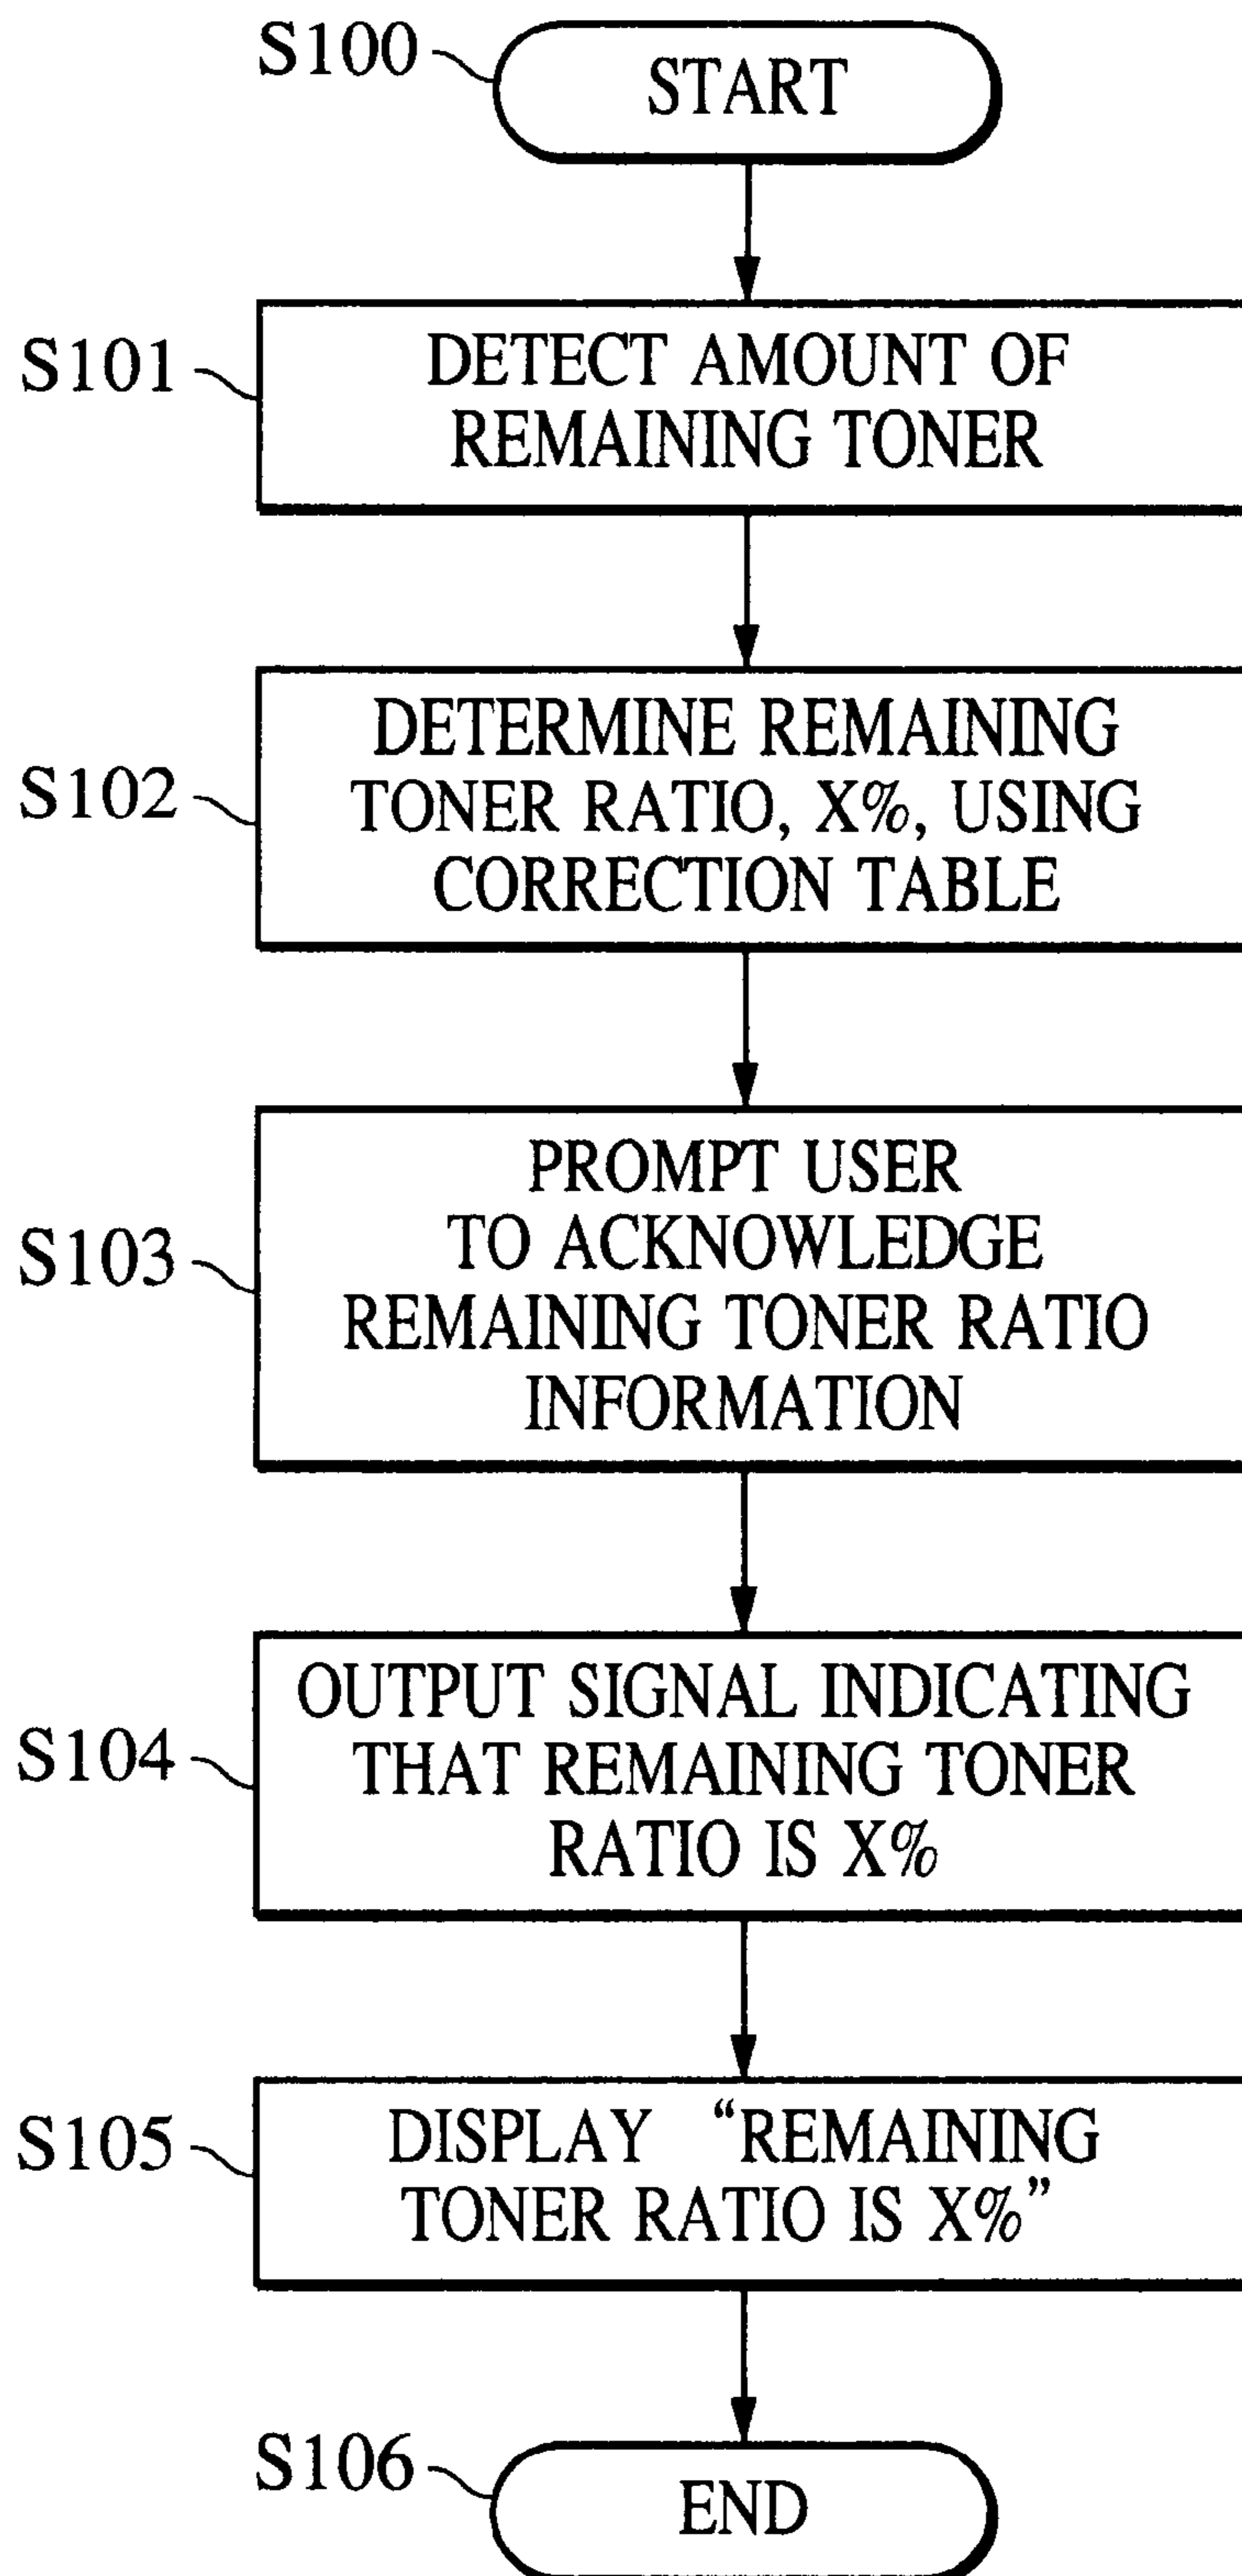 S100
START
S101
DETECT AMOUNT OF
REMAINING TONER
S102
DETERMINE REMAINING
TONER RATIO, X%, USING
CORRECTION TABLE
S103
PROMPT USER
TO ACKNOWLEDGE
REMAINING TONER RATIO
INFORMATION
S104
OUTPUT SIGNAL INDICATING
THAT REMAINING TONER
RATIO IS X%
S105
DISPLAY “REMAINING
TONER RATIO IS X%”
S106
END